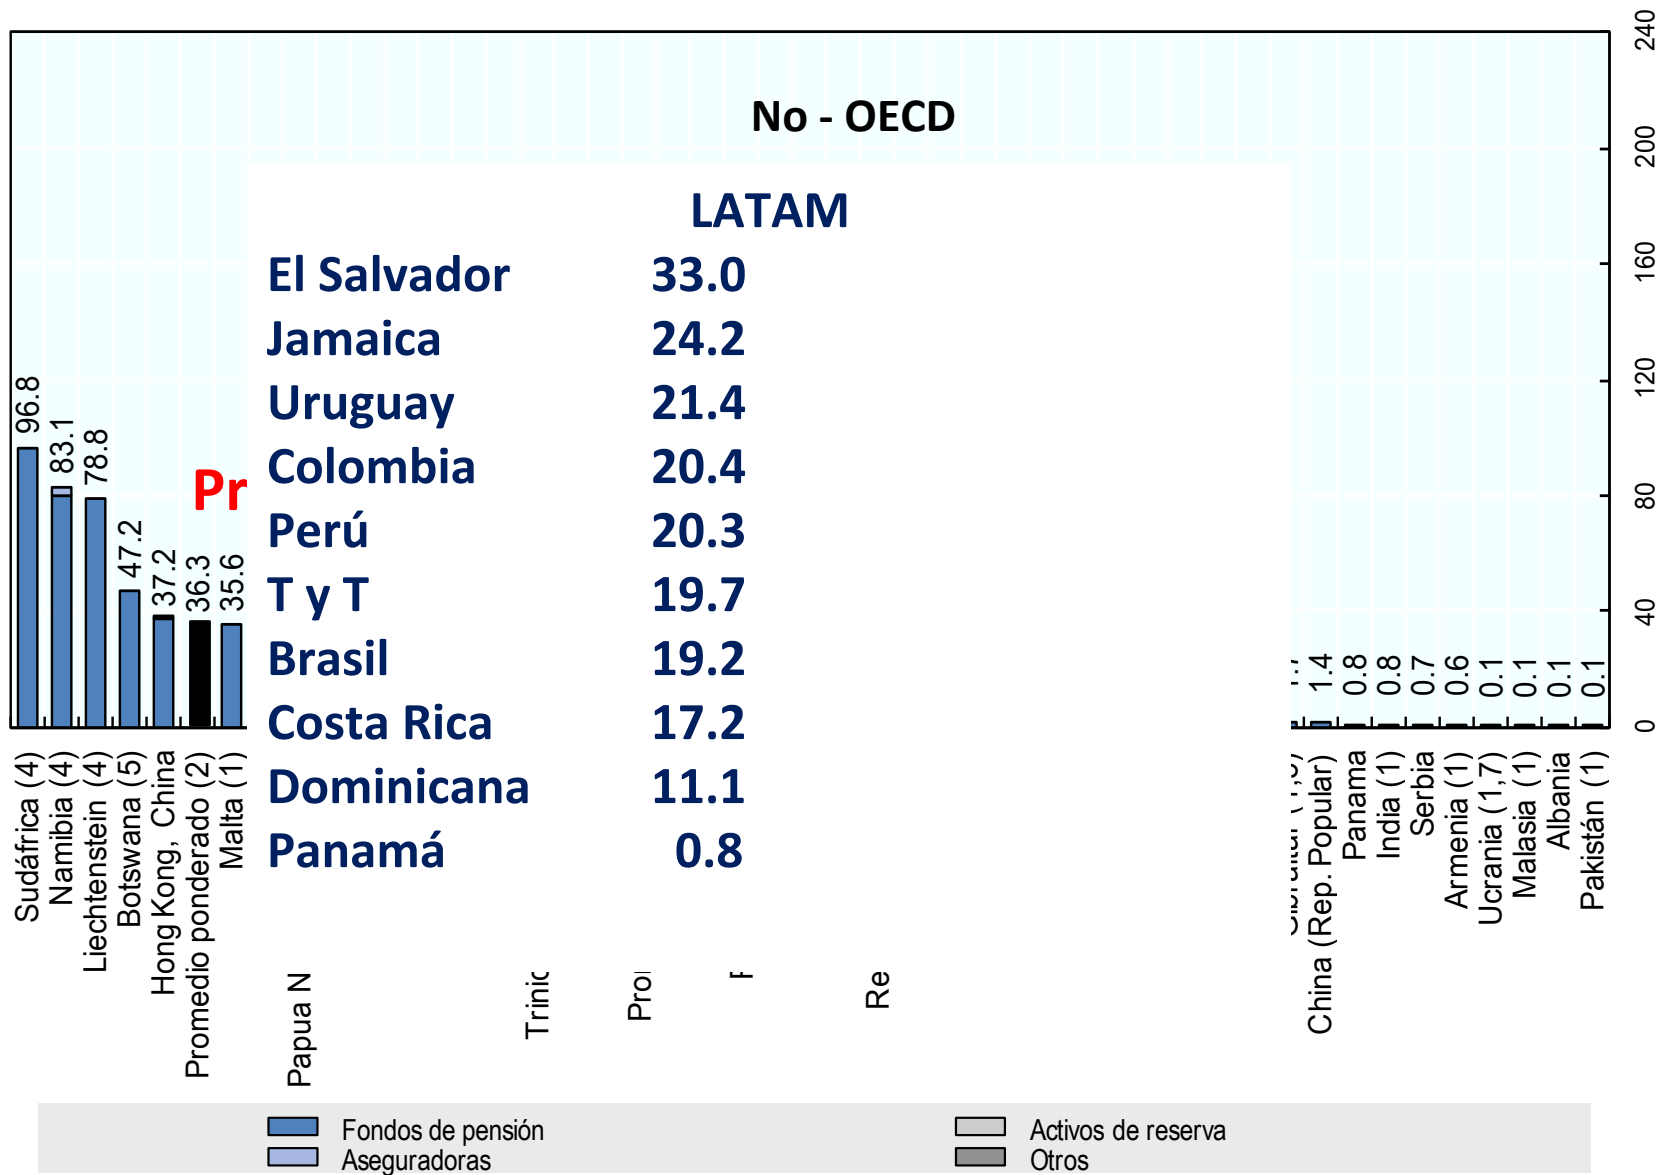 No - OECD
LATAM
El Salvador 33.0
Jamaica 24.2
Uruguay 21.4
Colombia 20.4
Perú 20.3
T y T 19.7
Brasil 19.2
Costa Rica 17.2
Dominicana 11.1
Panamá 0.8
Pr
240
200
160
120
80
40
0
96.8
83.1
78.8
47.2
37.2
36.3
35.6
1.4
0.8
0.8
0.7
0.6
0.1
0.1
0.1
0.1
Sudáfrica (4)
Namibia (4)
Liechtenstein (4)
Botswana (5)
Hong Kong, China
Promedio ponderado (2)
Malta (1)
Papua N
Trinic
Pro
Re
China (Rep. Popular)
Panama
India (1)
Serbia
Armenia (1)
Ucrania (1,7)
Malasia (1)
Albania
Pakistán (1)
Fondos de pensión
Aseguradoras
Activos de reserva
Otros